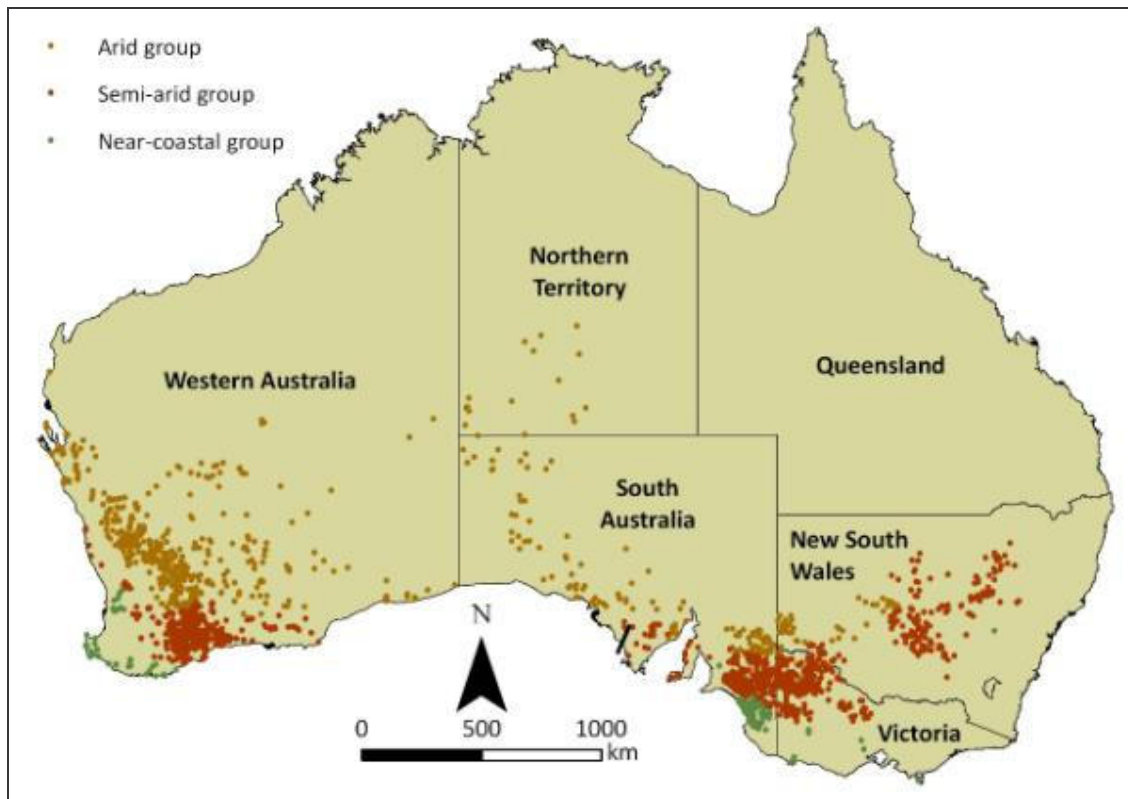 Arid group
Semi-arid group
Near-coastal group
Northern
Territory
Western Australia
Queensland
South
Australia
New South
Wales
Victoria
N
0 500 1000
km